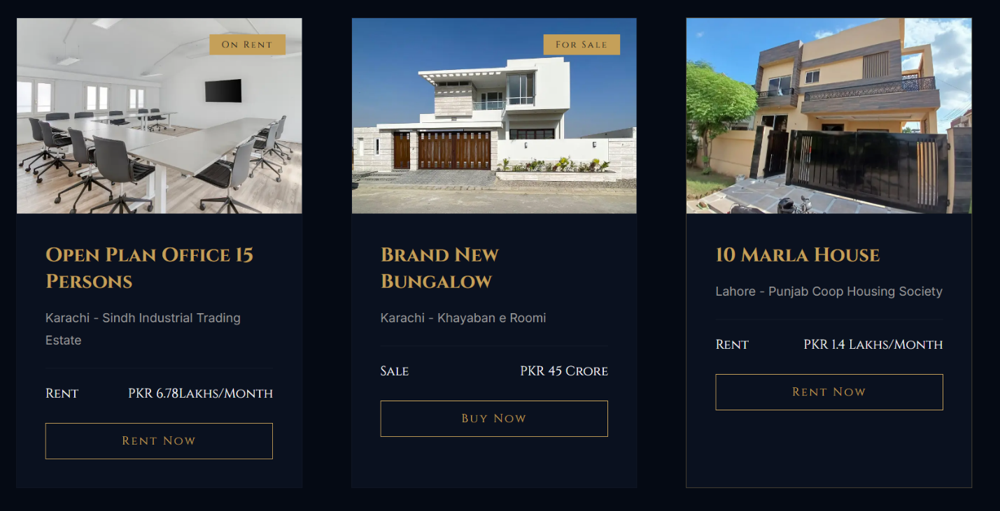 On Rent
Open Plan Office 15
Persons
Karachi - Sindh Industrial Trading
Estate
Rent PKR 6.78Lakhs/Month
Rent Now
For Sale
Brand New
Bungalow
Karachi - Khayaban e Roomi
Sale PKR 45 Crore
Buy Now
10 Marla House
Lahore - Punjab Coop Housing Society
Rent PKR 1.4 Lakhs/Month
Rent Now